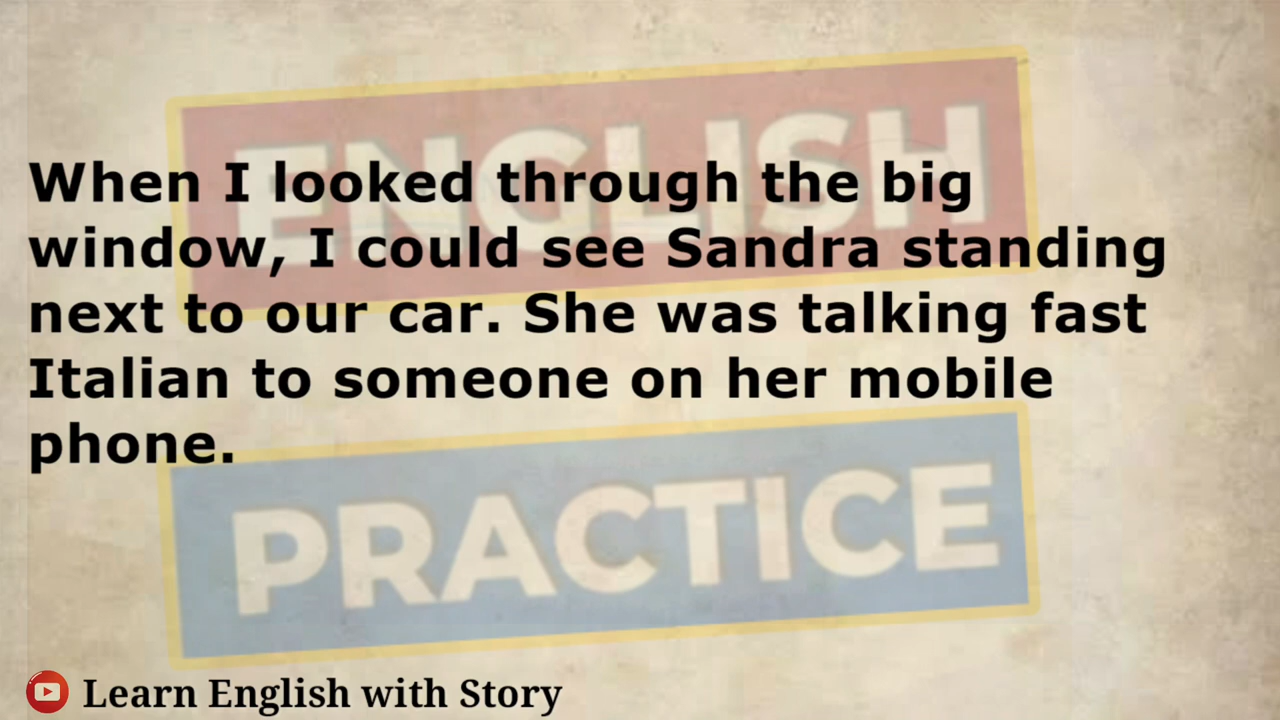 ENGLISH
When I looked through the big
window, I could see Sandra standing
next to our car. She was talking fast
Italian to someone on her mobile
phone.
PRACTICE
Learn English with Story